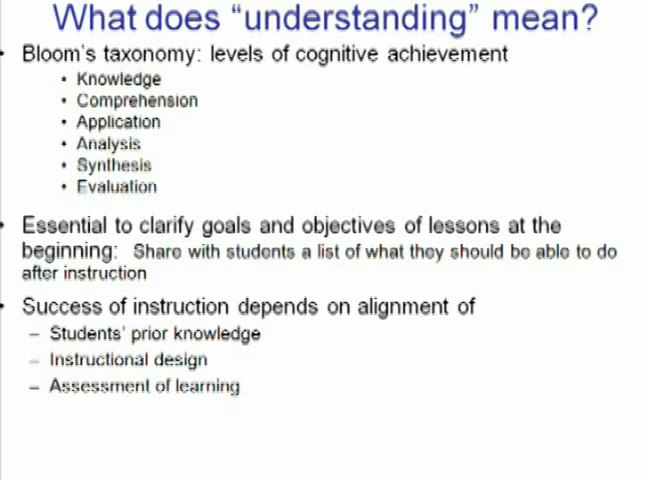 What does “understanding” mean?
• Bloom's taxonomy: levels of cognitive achievement
• Knowledge
• Comprehension
• Application
• Analysis
• Synthesis
• Evaluation
• Essential to clarify goals and objectives of lessons at the
beginning: Share with students a list of what they should be able to do
after instruction
• Success of instruction depends on alignment of
– Students' prior knowledge
– Instructional design
– Assessment of learning